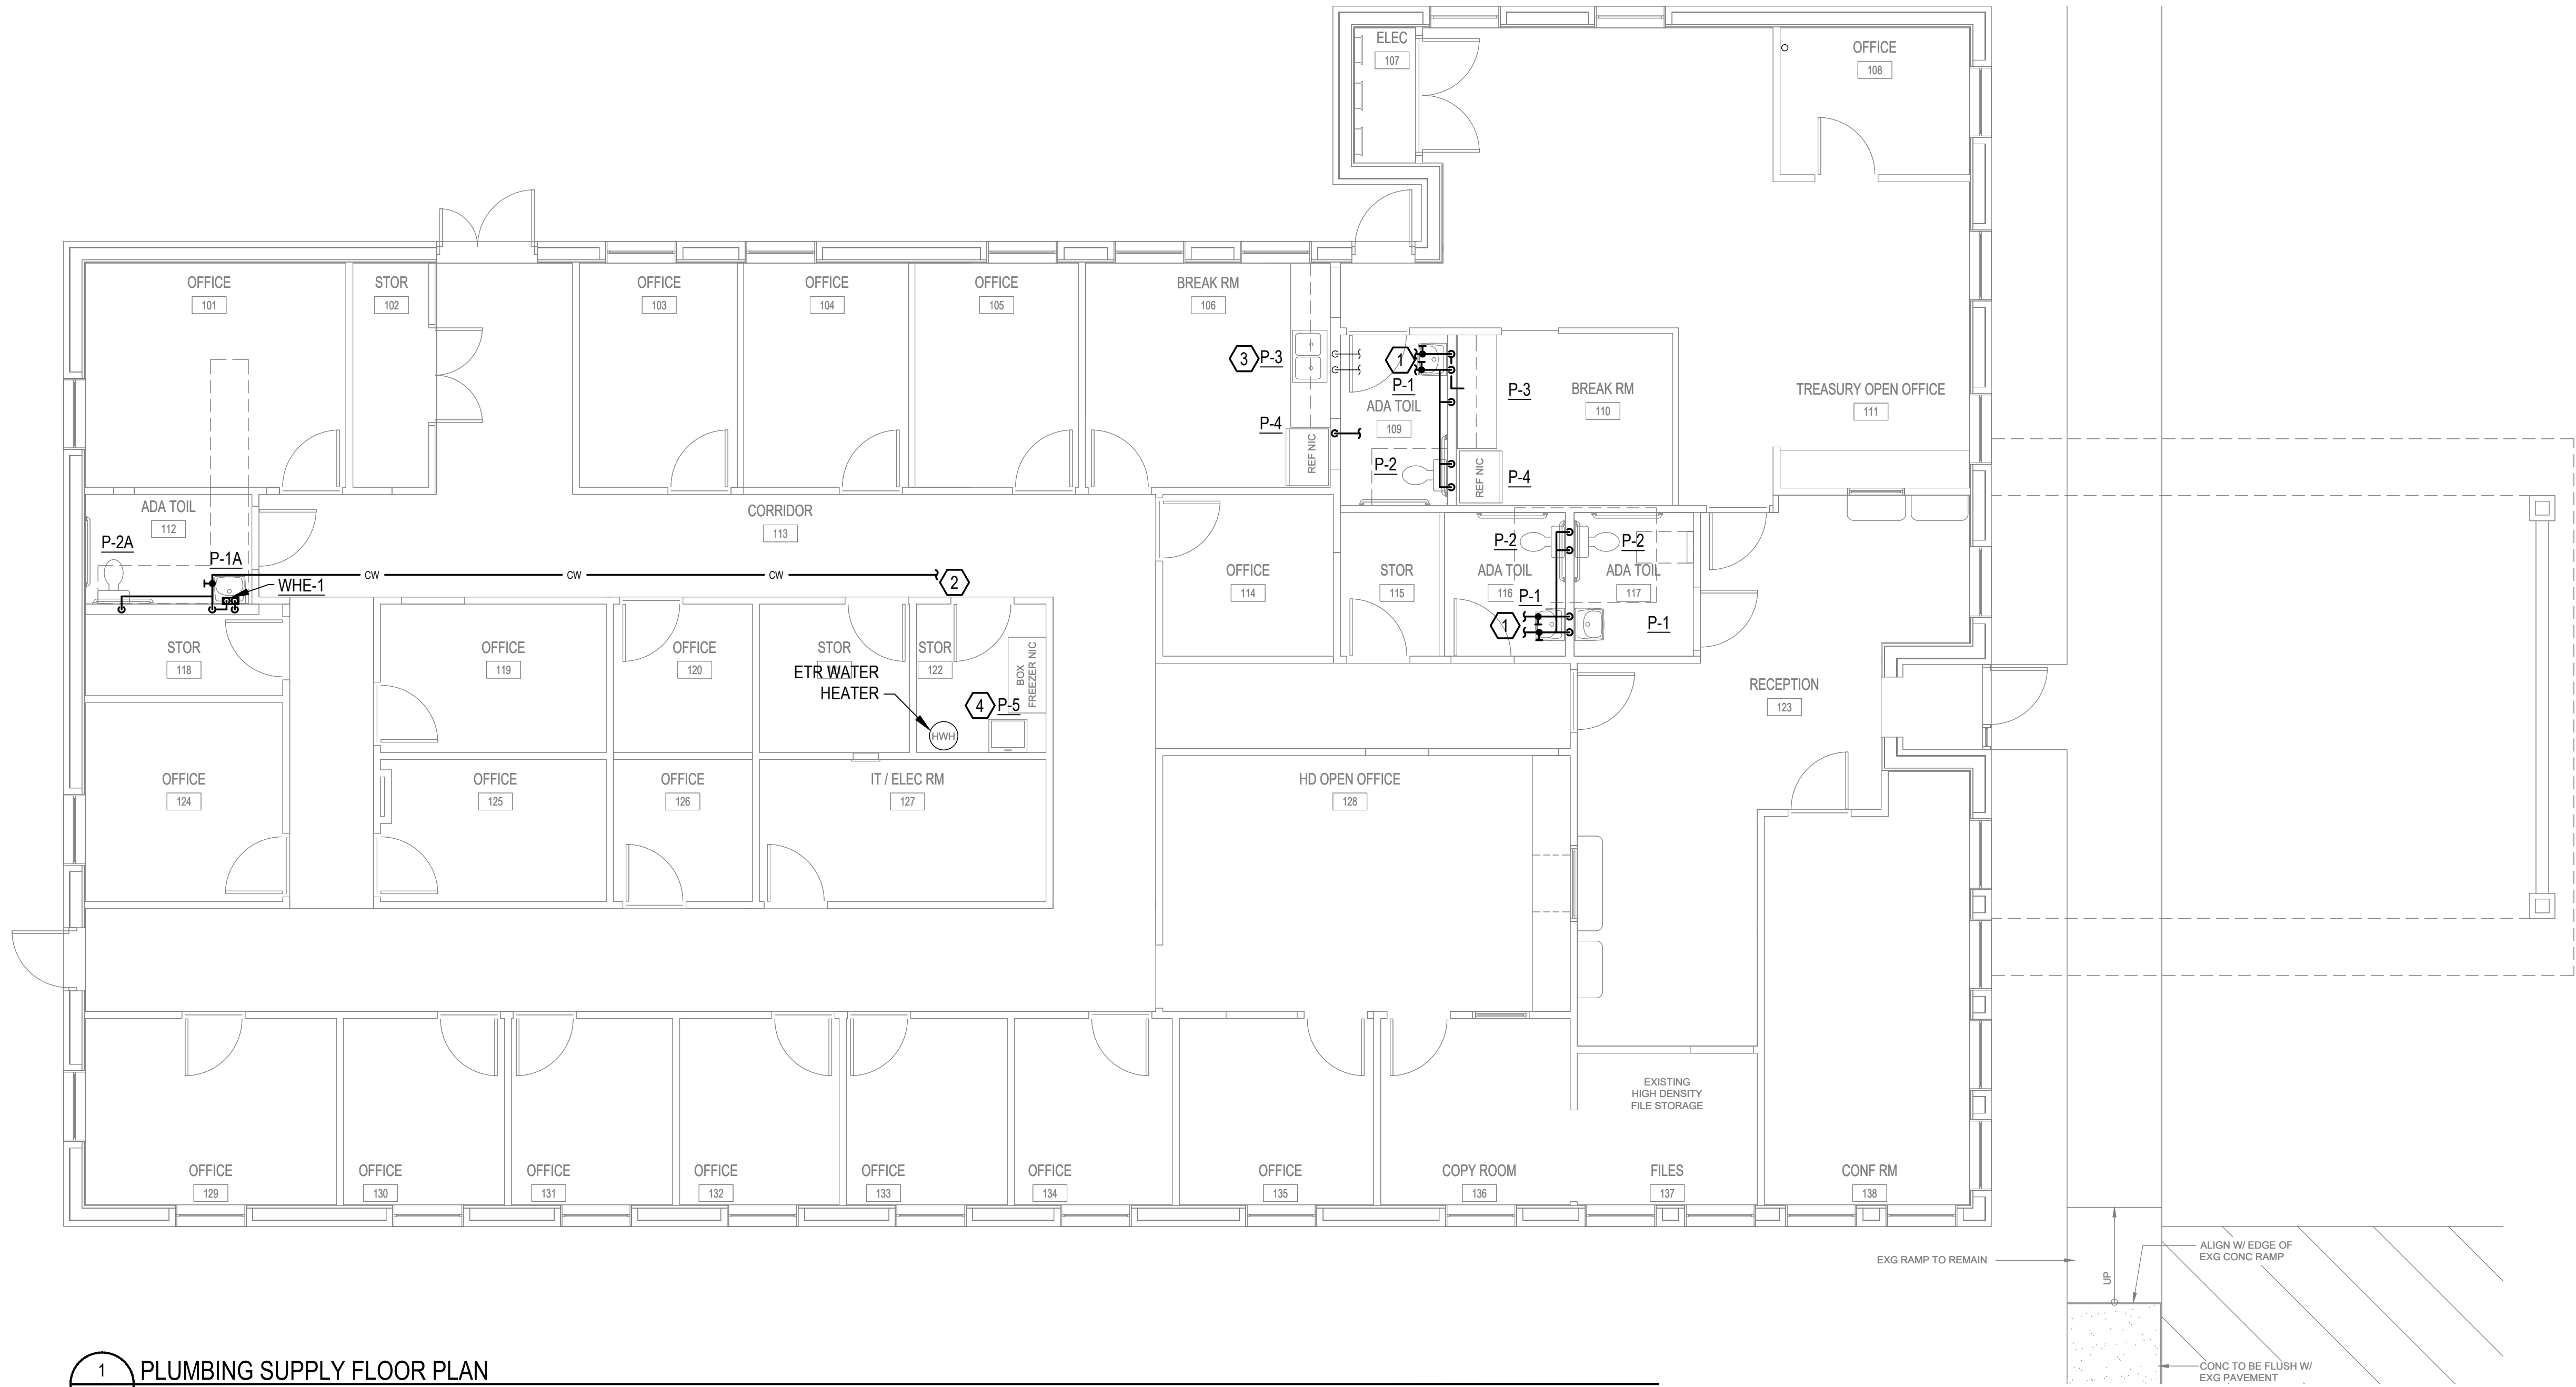 ELEC
107
OFFICE
108
OFFICE
101
STOR
102
OFFICE
103
OFFICE
104
OFFICE
105
BREAK RM
106
3
P-3
P-4
REF NIC
1
P-1
ADA TOIL
109
P-2
P-3
BREAK RM
110
REF NIC
P-4
TREASURY OPEN OFFICE
111
ADA TOIL
112
P-2A
P-1A
WHE-1
CORRIDOR
113
CW
CW
CW
2
OFFICE
114
STOR
115
P-2
ADA TOIL
116
P-1
1
P-2
ADA TOIL
117
P-1
STOR
118
OFFICE
119
OFFICE
120
STOR
ETR WATER
HEATER
HWH
STOR
122
BOX
FREEZER NIC
4
P-5
RECEPTION
123
OFFICE
124
OFFICE
125
OFFICE
126
IT / ELEC RM
127
HD OPEN OFFICE
128
EXISTING
HIGH DENSITY
FILE STORAGE
OFFICE
129
OFFICE
130
OFFICE
131
OFFICE
132
OFFICE
133
OFFICE
134
OFFICE
135
COPY ROOM
136
FILES
137
CONF RM
138
EXG RAMP TO REMAIN
UP
ALIGN W/ EDGE OF
EXG CONC RAMP
CONC TO BE FLUSH W/
EXG PAVEMENT
1
PLUMBING SUPPLY FLOOR PLAN